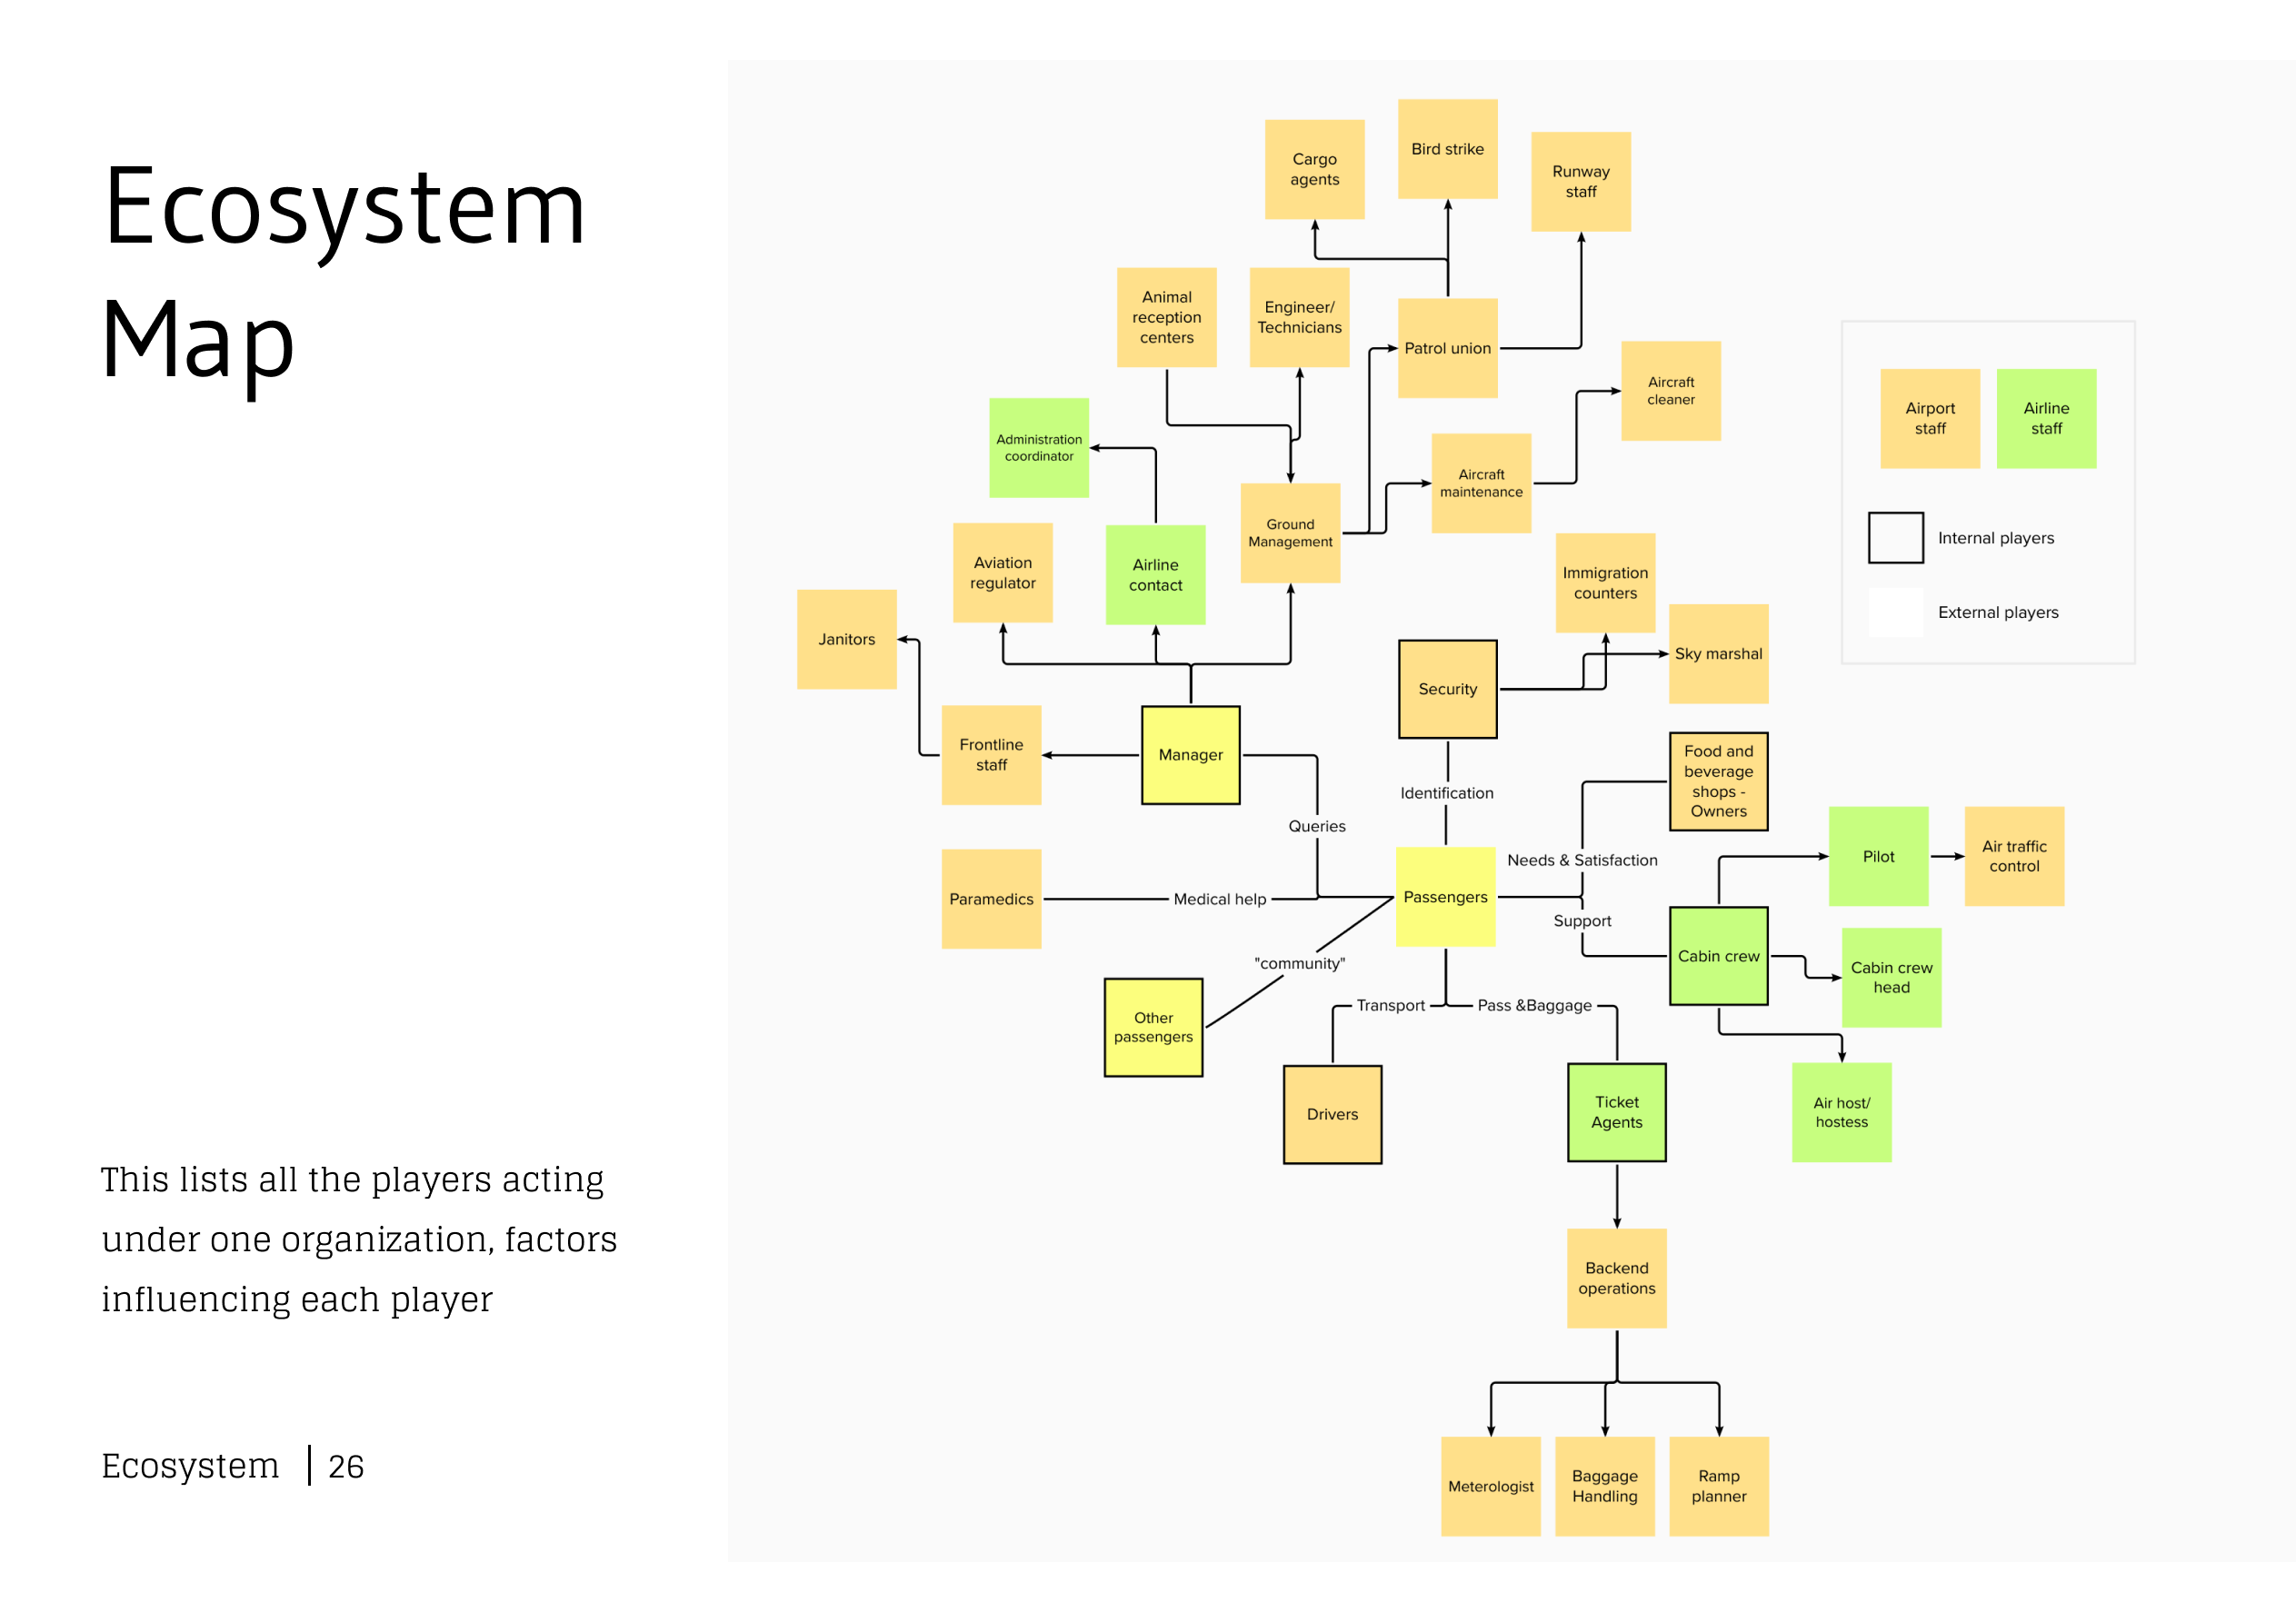 Ecosystem
Map
This lists all the players acting
under one organization, factors
influencing each player
Ecosystem | 26
Cargo
agents
Bird strike
Runway
staff
Animal
reception
centers
Engineer/
Technicians
Patrol union
Aircraft
cleaner
Administration
coordinator
Aircraft
maintenance
Ground
Management
Aviation
regulator
Airline
contact
Immigration
counters
Janitors
Sky marshal
Security
Frontline
staff
Manager
Food and
beverage
shops -
Owners
Identification
Queries
Needs & Satisfaction
Pilot
Air traffic
control
Paramedics
Medical help
Passengers
Support
Cabin crew
Cabin crew
head
"community"
Other
passengers
Transport
Pass &Baggage
Drivers
Ticket
Agents
Air host/
hostess
Backend
operations
Meterologist
Baggage
Handling
Ramp
planner
Airport
staff
Airline
staff
Internal players
External players